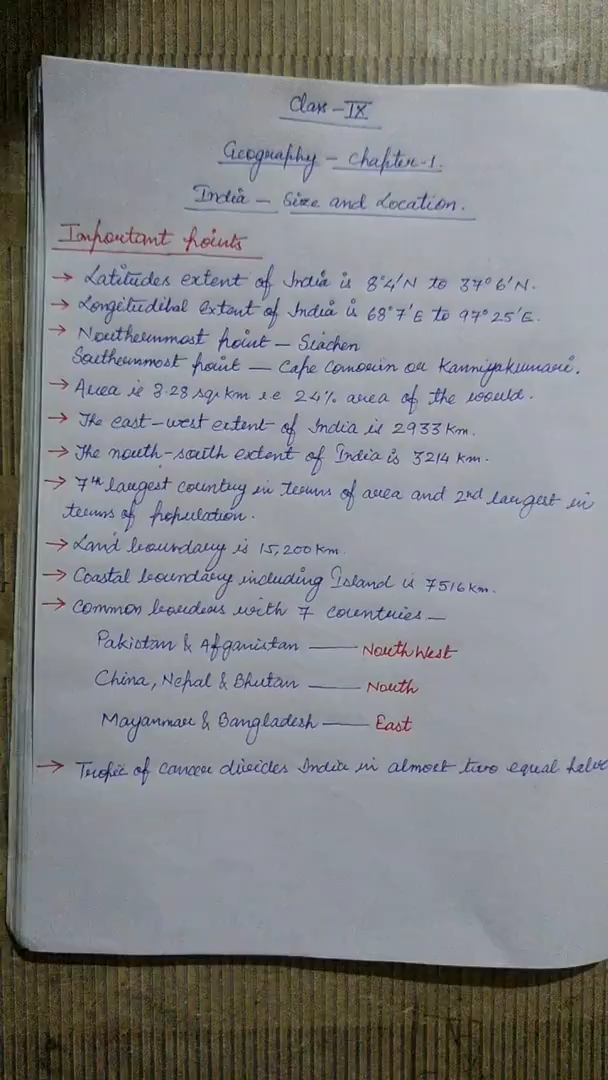 Class - IX
Geography - Chapter-1.
India - Size and Location.
Important points
→ Latitudes extent of India is 8°4'N to 37°6'N.
→ Longitudibal extent of India is 68°7'E to 97°25'E.
→ Northernmost point - Siachen
Southernmost point - Cape Comorin or Kanniyakumari.
→ Area is 3.28 sq. km i.e 2.4% area of the world.
→ The east-west extent of India is 2933 km.
→ The north-south extent of India is 3214 km.
→ 7th largest country in terms of area and 2nd largest in
terms of population.
→ Land boundary is 15,200 km.
→ Coastal boundary including Island is 7516 km.
→ Common borders with 7 countries -
Pakistan & Afganistan — North West
China, Nepal & Bhutan — North
Mayanmar & Bangladesh — East
→ Tropic of cancer divides India in almost two equal halve